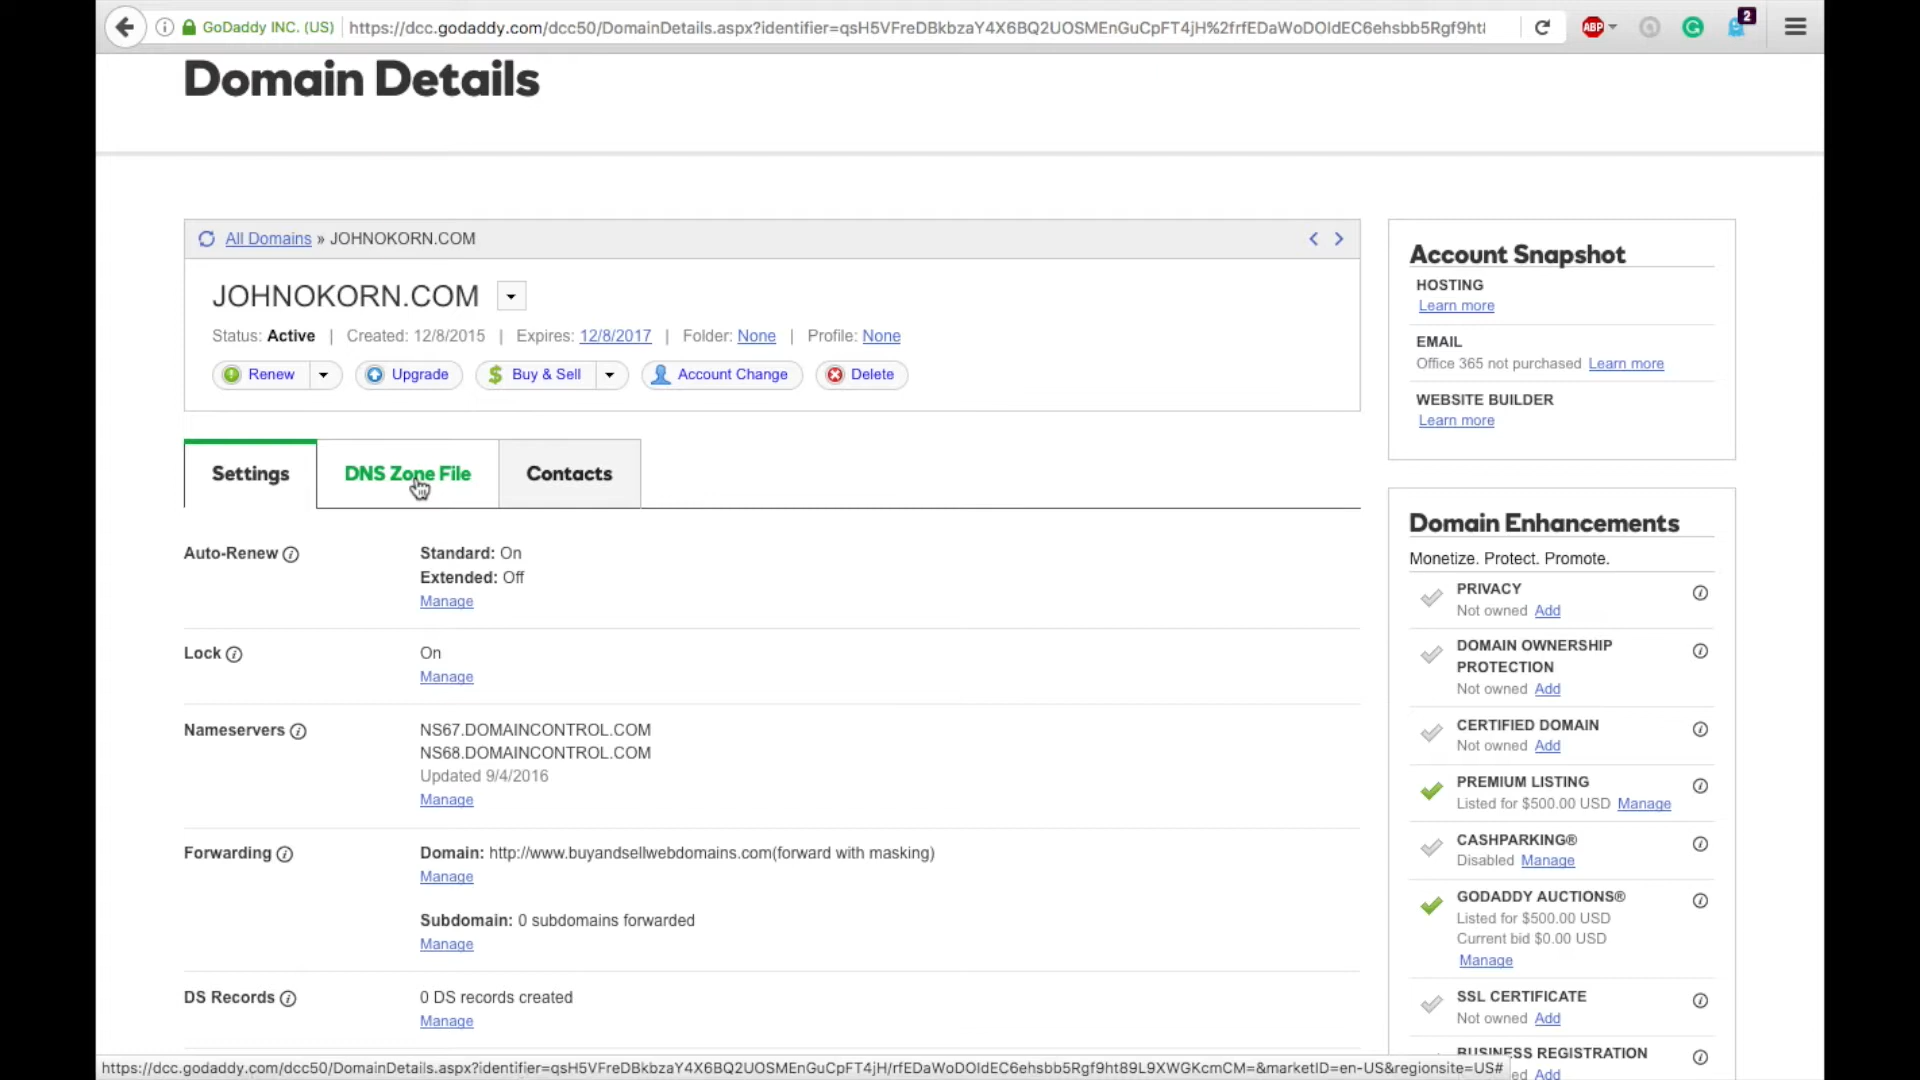 GoDaddy INC. (US) https://dcc.godaddy.com/dcc50/DomainDetails.aspx?identifier=qsH5VFreDBkbzaY4X6BQ2UOSMEnGuCpFT4jH%2frfEDaWoDOIdEC6ehsbb5Rgf9ht ABP 2
Domain Details
All Domains » JOHNOKORN.COM
JOHNOKORN.COM
Status: Active | Created: 12/8/2015 | Expires: 12/8/2017 | Folder: None | Profile: None
Renew Upgrade Buy & Sell Account Change Delete
Settings DNS Zone File Contacts
Auto-Renew Standard: On
Extended: Off
Manage
Lock On
Manage
Nameservers NS67.DOMAINCONTROL.COM
NS68.DOMAINCONTROL.COM
Updated 9/4/2016
Manage
Forwarding Domain: http://www.buyandsellwebdomains.com(forward with masking)
Manage
Subdomain: 0 subdomains forwarded
Manage
DS Records 0 DS records created
Manage
Account Snapshot
HOSTING
Learn more
EMAIL
Office 365 not purchased Learn more
WEBSITE BUILDER
Learn more
Domain Enhancements
Monetize. Protect. Promote.
PRIVACY
Not owned Add
DOMAIN OWNERSHIP
PROTECTION
Not owned Add
CERTIFIED DOMAIN
Not owned Add
PREMIUM LISTING
Listed for $500.00 USD Manage
CASHPARKING®
Disabled Manage
GODADDY AUCTIONS®
Listed for $500.00 USD
Current bid $0.00 USD
Manage
SSL CERTIFICATE
Not owned Add
BUSINESS REGISTRATION
ed Add
https://dcc.godaddy.com/dcc50/DomainDetails.aspx?identifier=qsH5VFreDBkbzaY4X6BQ2UOSMEnGuCpFT4jH/rfEDaWoDOIdEC6ehsbb5Rgf9ht89L9XWGKcmCM=&marketID=en-US&regionsite=US#